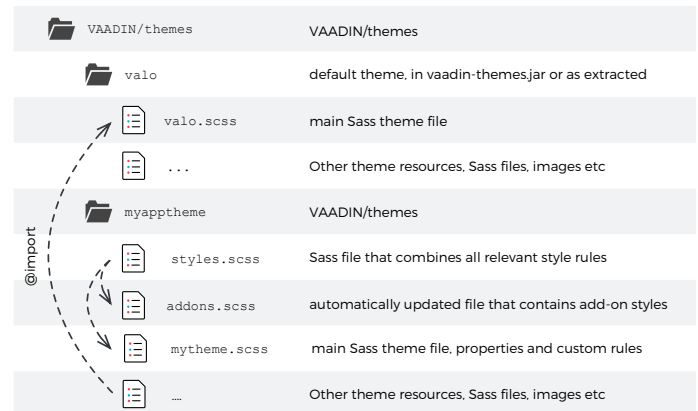 VAADIN/themes VAADIN/themes
valo default theme, in vaadin-themes.jar or as extracted
valo.scss main Sass theme file
... Other theme resources, Sass files, images etc
myapptheme VAADIN/themes
@import
styles.scss Sass file that combines all relevant style rules
addons.scss automatically updated file that contains add-on styles
mytheme.scss main Sass theme file, properties and custom rules
.... Other theme resources, Sass files, images etc